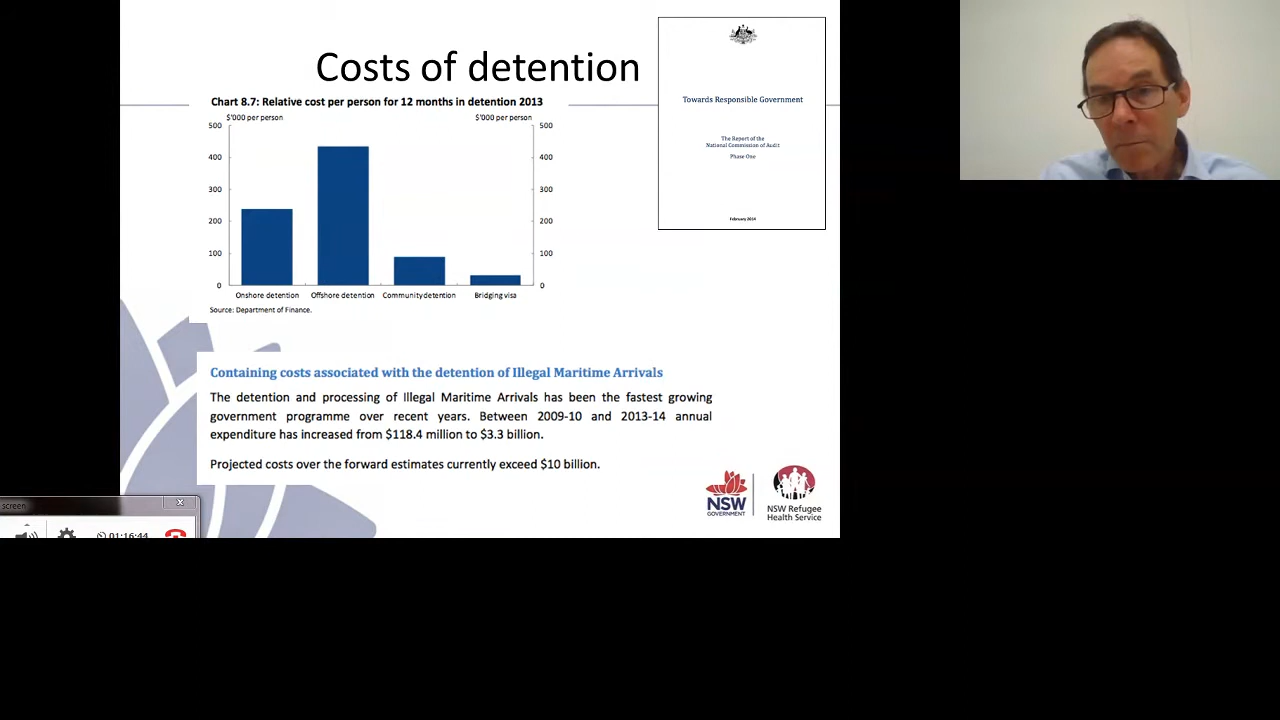 Costs of detention
Chart 8.7: Relative cost per person for 12 months in detention 2013
$'000 per person $'000 per person
500 500
400 400
300 300
200 200
100 100
0 0
Onshore detention Offshore detention Community detention Bridging visa
Source: Department of Finance.
Towards Responsible Government
The Report of the
National Commission of Audit
Phase One
February 2014
Containing costs associated with the detention of Illegal Maritime Arrivals
The detention and processing of Illegal Maritime Arrivals has been the fastest growing
government programme over recent years. Between 2009-10 and 2013-14 annual
expenditure has increased from $118.4 million to $3.3 billion.
Projected costs over the forward estimates currently exceed $10 billion.
NSW
GOVERNMENT
NSW Refugee
Health Service
screen
01:16:44